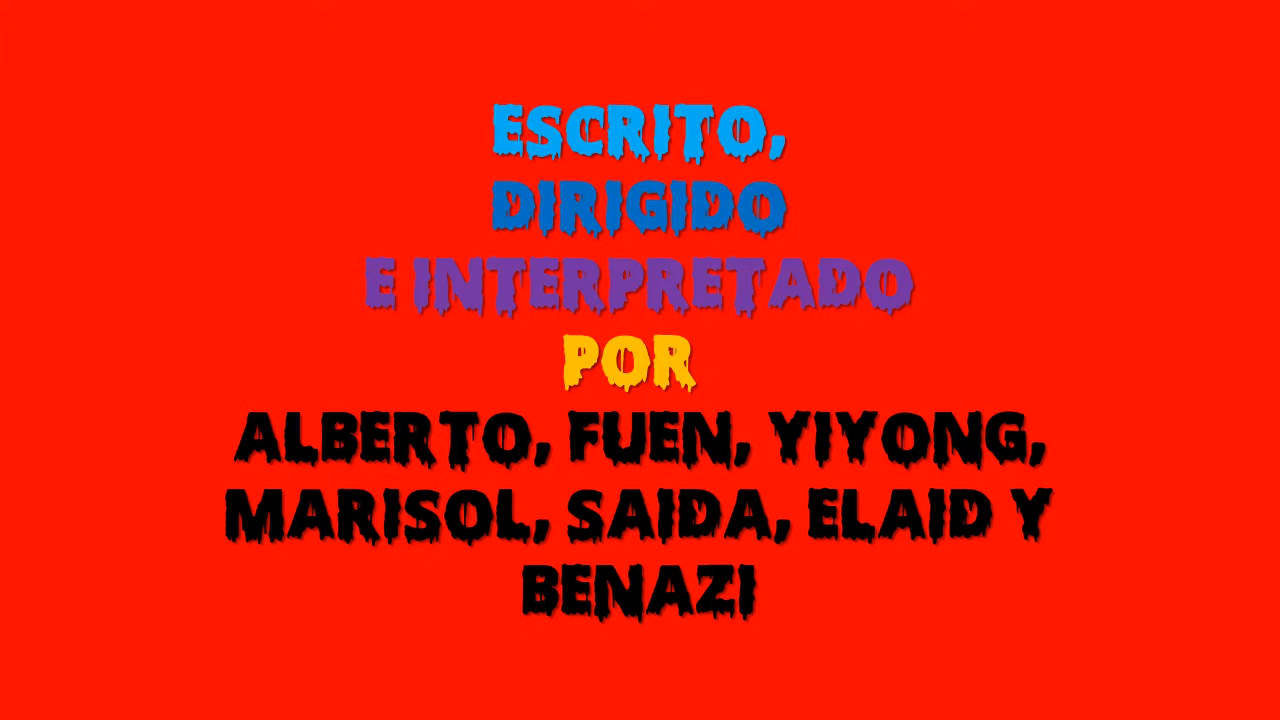 ESCRITO,
DIRIGIDO
E INTERPRETADO
POR
ALBERTO, FUEN, YIYONG,
MARISOL, SAIDA, ELAID Y
BENAZI